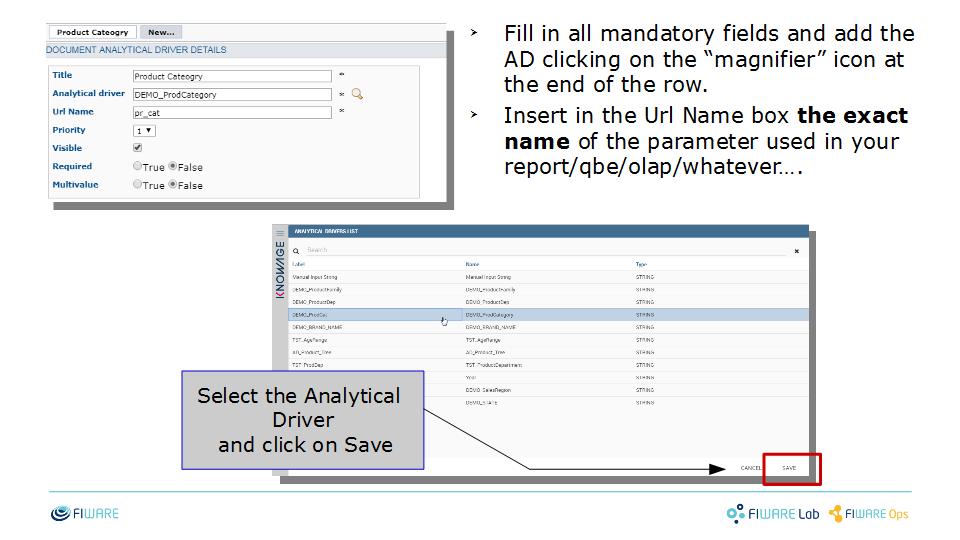 Product Cateogry New...
DOCUMENT ANALYTICAL DRIVER DETAILS
Title Product Cateogry *
Analytical driver DEMO_ProdCategory *
Url Name pr_cat *
Priority 1
Visible
Required True False
Multivalue True False
Fill in all mandatory fields and add the
AD clicking on the “magnifier” icon at
the end of the row.
Insert in the Url Name box the exact
name of the parameter used in your
report/qbe/olap/whatever….
KNOWAGE
ANALYTICAL DRIVERS LIST
Search
Label Name Type
Manual Input String Manual Input String STRING
DEMO_ProductFamily DEMO_ProductFamily STRING
DEMO_ProductDep DEMO_ProductDep STRING
DEMO_ProdCat DEMO_ProdCategory STRING
DEMO_BRAND_NAME DEMO_BRAND_NAME STRING
TST_AgeRange TST_AgeRange STRING
AD_Product_Tree AD_Product_Tree STRING
TST_ProdDep TST_ProductDepartment STRING
Year STRING
DEMO_SalesRegion STRING
DEMO_STATE STRING
Select the Analytical
Driver
and click on Save
CANCEL SAVE
FIWARE
FIWARE Lab
FIWARE Ops